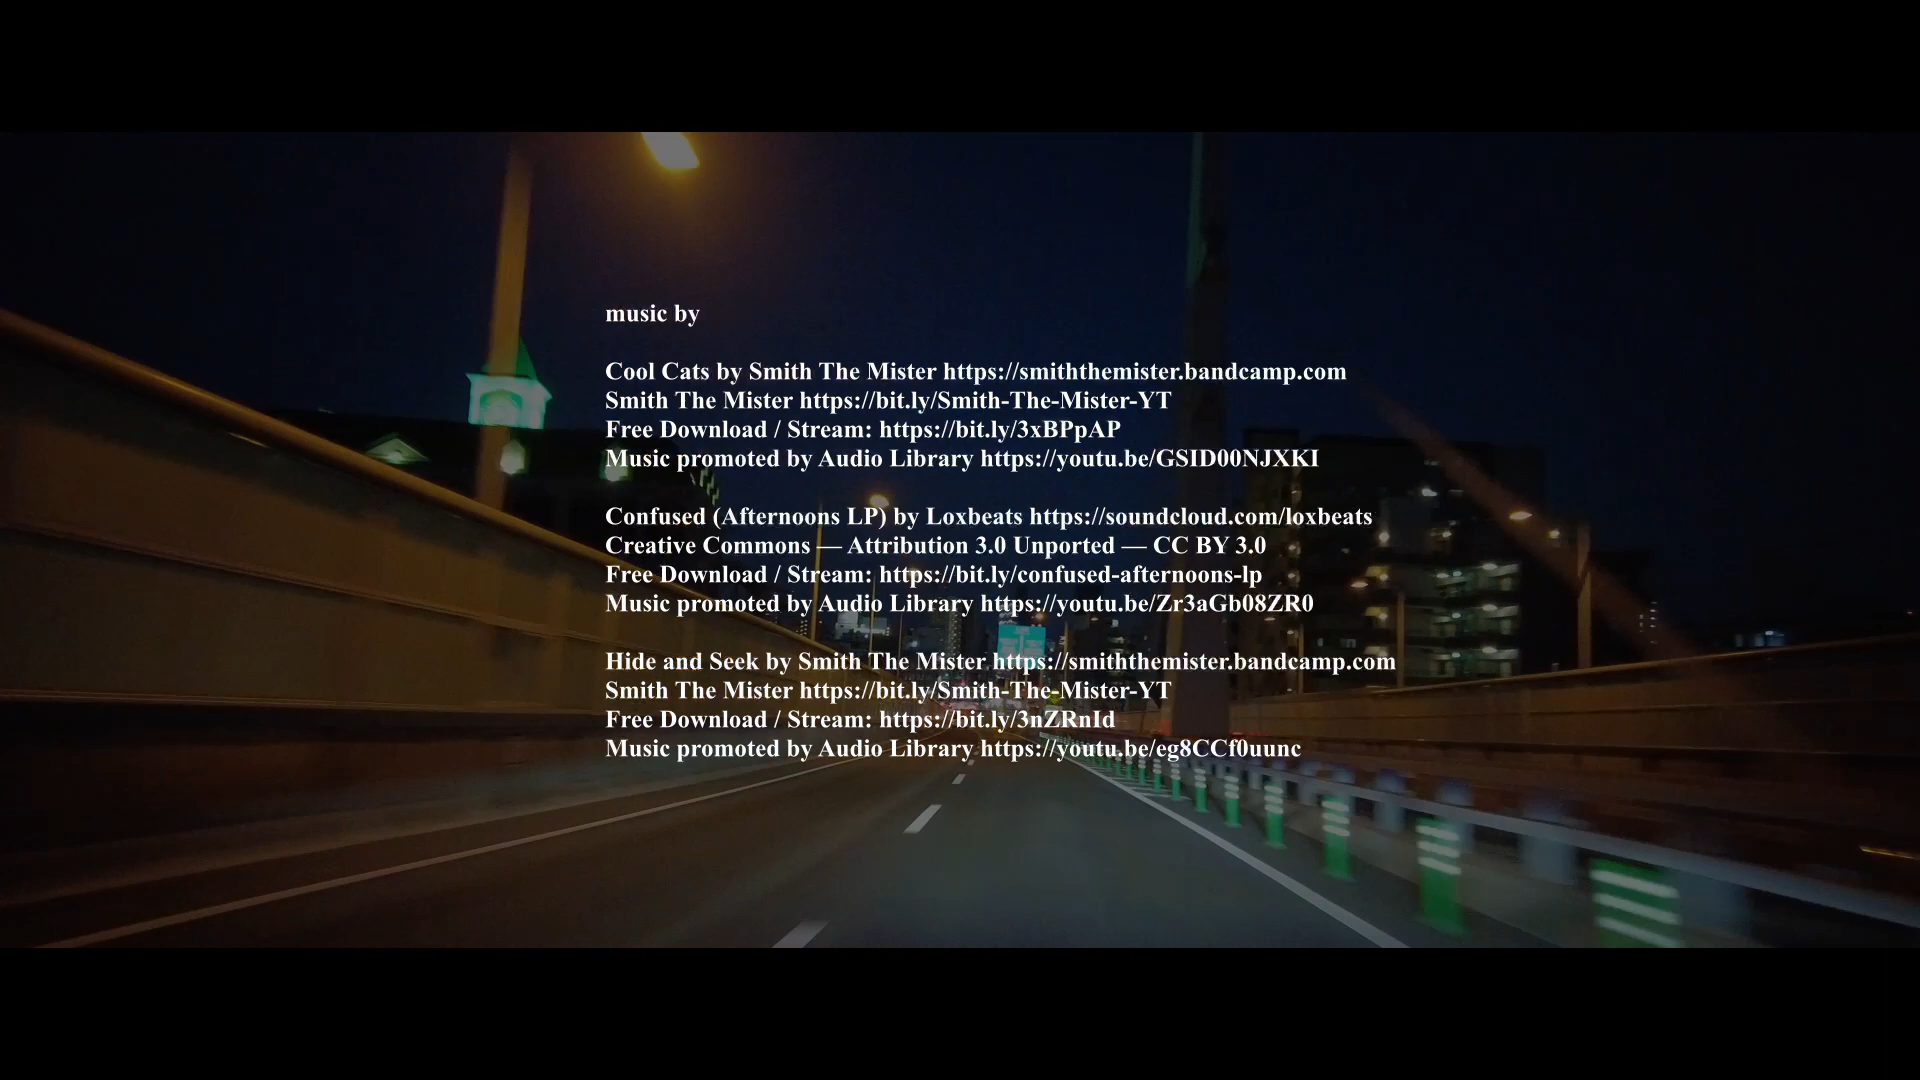 music by
Cool Cats by Smith The Mister https://smiththemister.bandcamp.com
Smith The Mister https://bit.ly/Smith-The-Mister-YT
Free Download / Stream: https://bit.ly/3xBPpAP
Music promoted by Audio Library https://youtu.be/GSID00NJXKI
Confused (Afternoons LP) by Loxbeats https://soundcloud.com/loxbeats
Creative Commons — Attribution 3.0 Unported — CC BY 3.0
Free Download / Stream: https://bit.ly/confused-afternoons-lp
Music promoted by Audio Library https://youtu.be/Zr3aGb08ZR0
Hide and Seek by Smith The Mister https://smiththemister.bandcamp.com
Smith The Mister https://bit.ly/Smith-The-Mister-YT
Free Download / Stream: https://bit.ly/3nZRnId
Music promoted by Audio Library https://youtu.be/eg8CCf0uunc